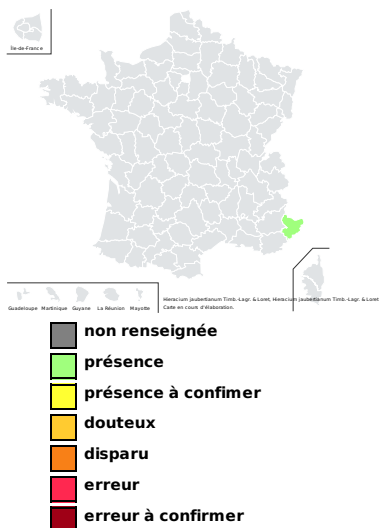 Île-de-France
Guadeloupe Martinique Guyane La Réunion Mayotte
Hieracium jaubertianum Timb.-Lagr. & Loret, Hieracium jaubertianum Timb.-Lagr. & Loret
Carte en cours d'élaboration.
non renseignée
présence
présence à confimer
douteux
disparu
erreur
erreur à confirmer